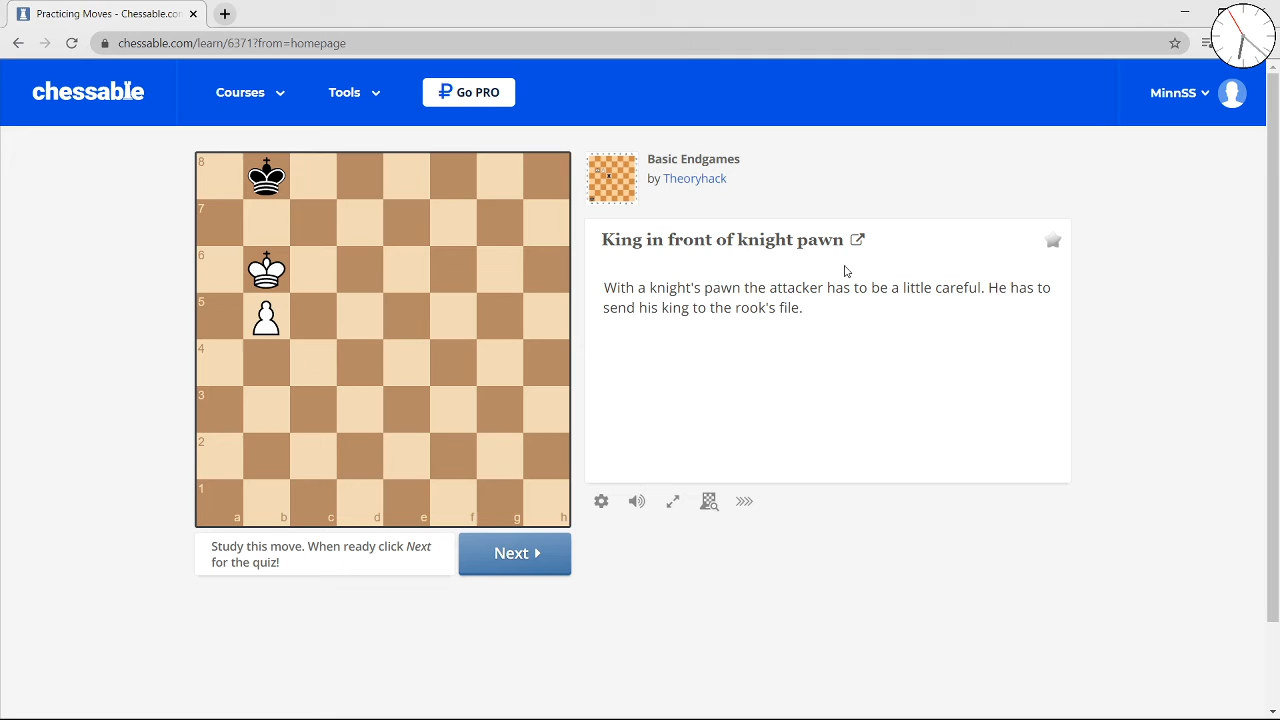 Practicing Moves - Chessable.com
chessable.com/learn/6371?from=homepage
chessable
Courses
Tools
Go PRO
MinnSS
8
7
6
5
4
3
2
1
a b c d e f g h
Basic Endgames
by Theoryhack
King in front of knight pawn
With a knight's pawn the attacker has to be a little careful. He has to
send his king to the rook's file.
Study this move. When ready click Next
for the quiz!
Next